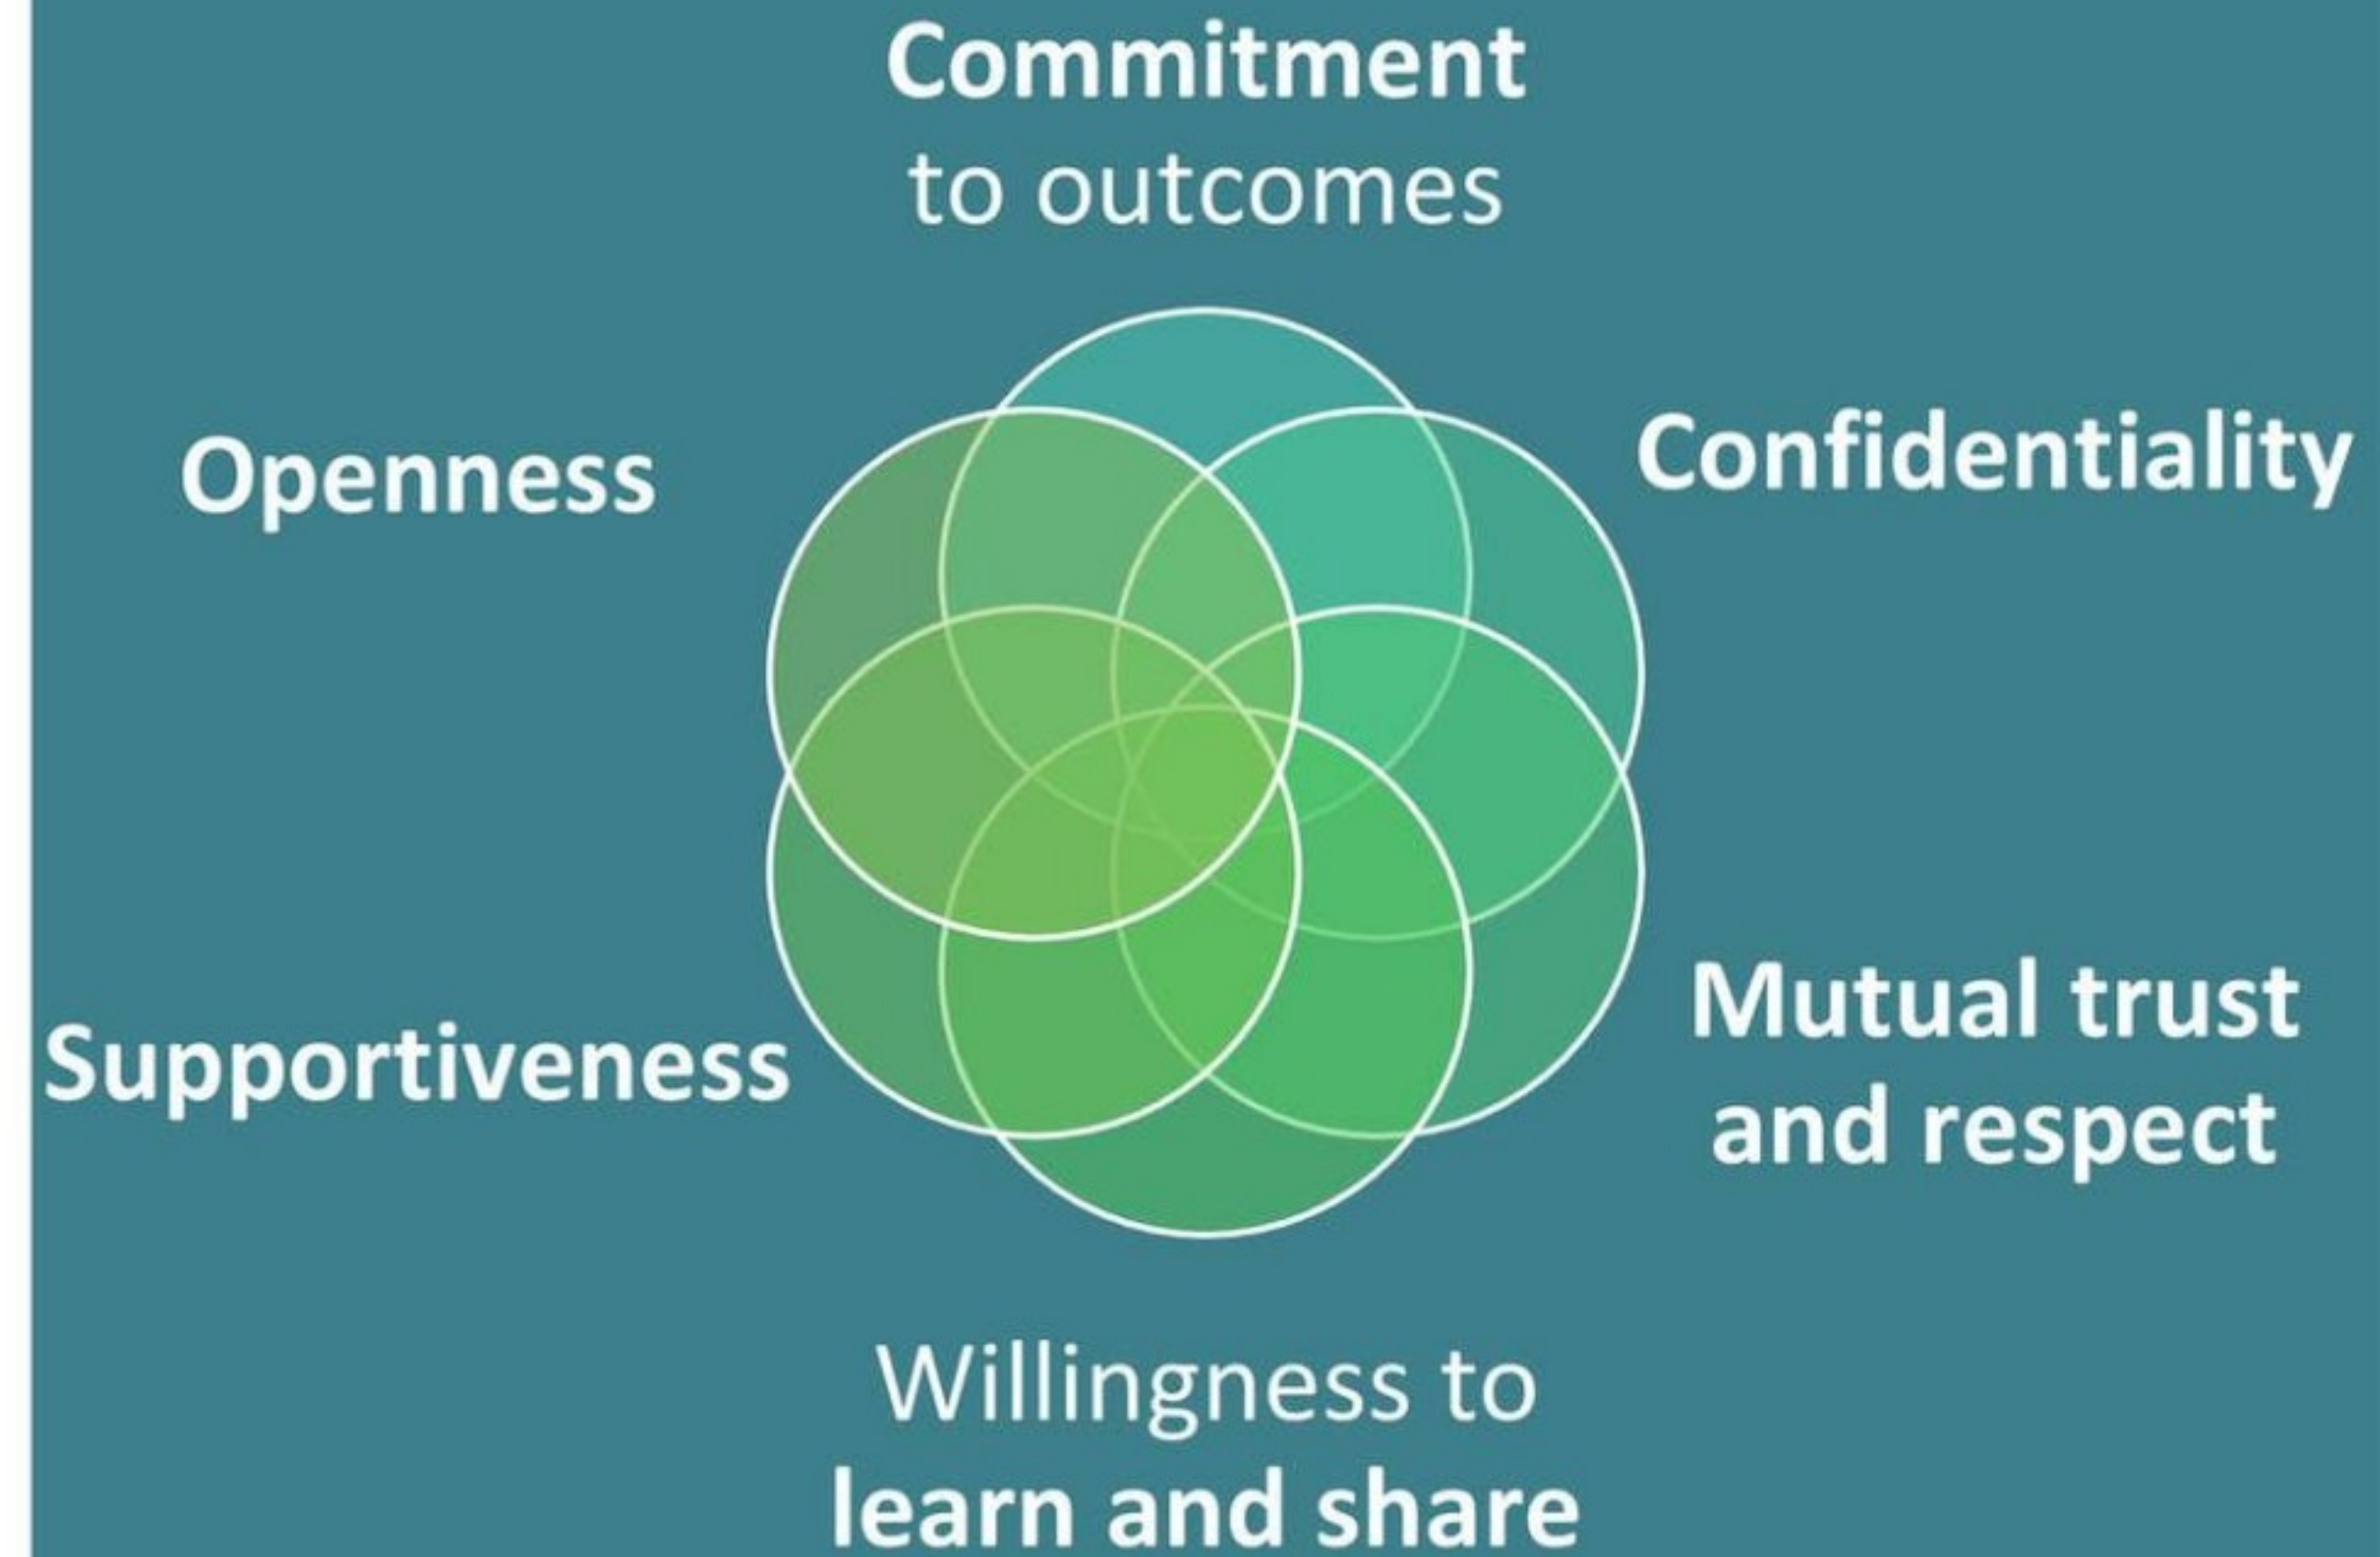 Commitment
to outcomes
Openness
Confidentiality
Supportiveness
Mutual trust
and respect
Willingness to
learn and share